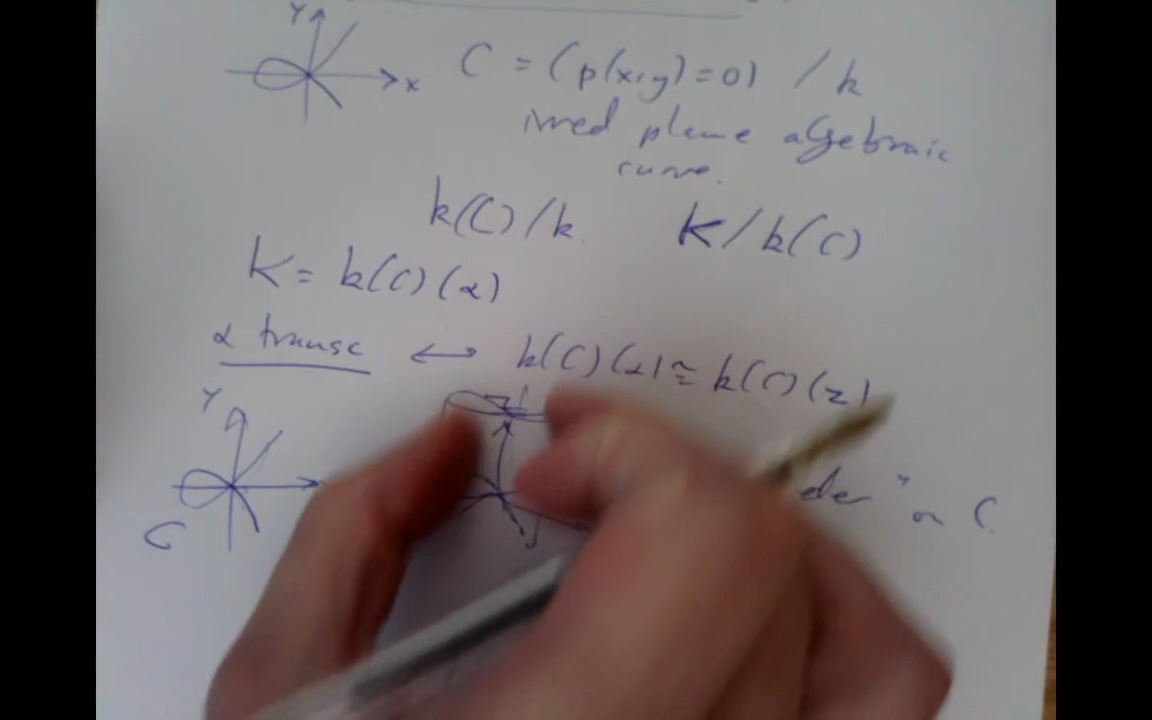 Y
C = (p(x,y)=0) / k
x
irred plane algebraic
curve.
k(C)/k. K/k(C)
K = k(C)(α)
α transc ↔ k(C)(α) ≅ k(C)(z)
Y
on C.
C
y